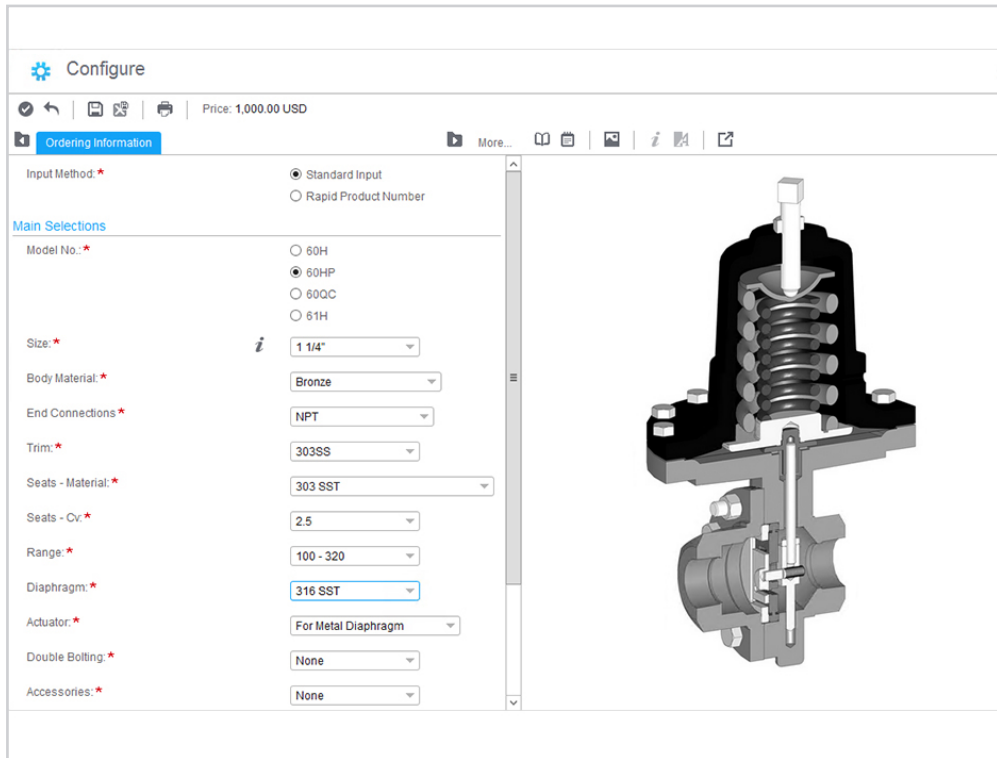 Configure
Price: 1,000.00 USD
Ordering Information More...
Input Method:* Standard Input
Rapid Product Number
Main Selections
Model No.:* 60H
60HP
60QC
61H
Size:* i 1 1/4"
Body Material:* Bronze
End Connections* NPT
Trim:* 303SS
Seats - Material:* 303 SST
Seats - Cv:* 2.5
Range:* 100 - 320
Diaphragm:* 316 SST
Actuator:* For Metal Diaphragm
Double Bolting:* None
Accessories:* None